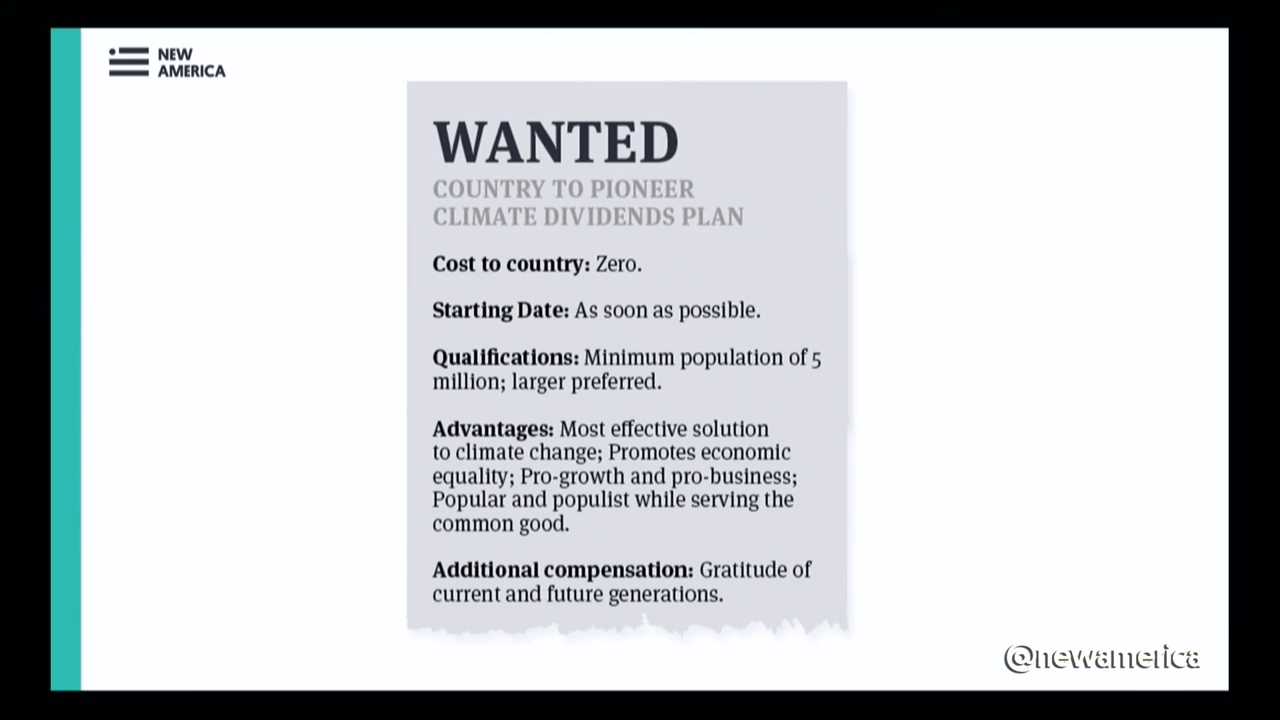 NEW
AMERICA
WANTED
COUNTRY TO PIONEER
CLIMATE DIVIDENDS PLAN
Cost to country: Zero.
Starting Date: As soon as possible.
Qualifications: Minimum population of 5
million; larger preferred.
Advantages: Most effective solution
to climate change; Promotes economic
equality; Pro-growth and pro-business;
Popular and populist while serving the
common good.
Additional compensation: Gratitude of
current and future generations.
@newamerica